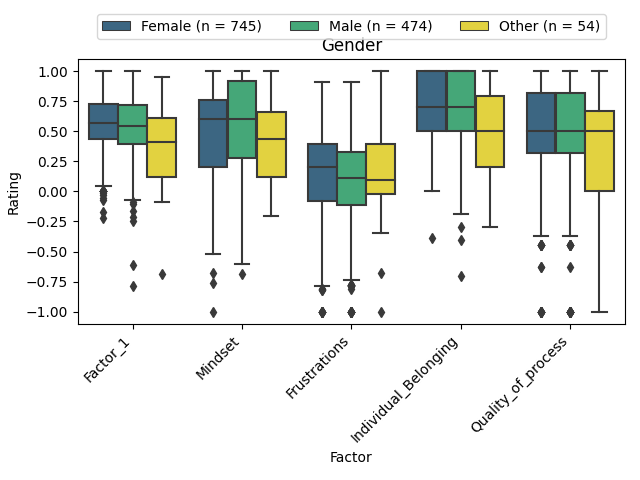 Female (n = 745) Male (n = 474) Other (n = 54)
Gender
1.00
0.75
0.50
0.25
0.00
−0.25
−0.50
−0.75
−1.00
Rating
Factor_1
Mindset
Frustrations
Individual_Belonging
Quality_of_process
Factor